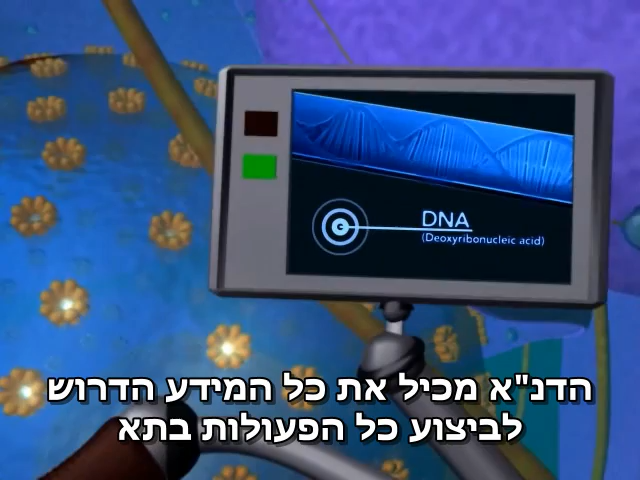 DNA
(Deoxyribonucleic acid)
הדנ"א מכיל את כל המידע הדרוש
לביצוע כל הפעולות בתא